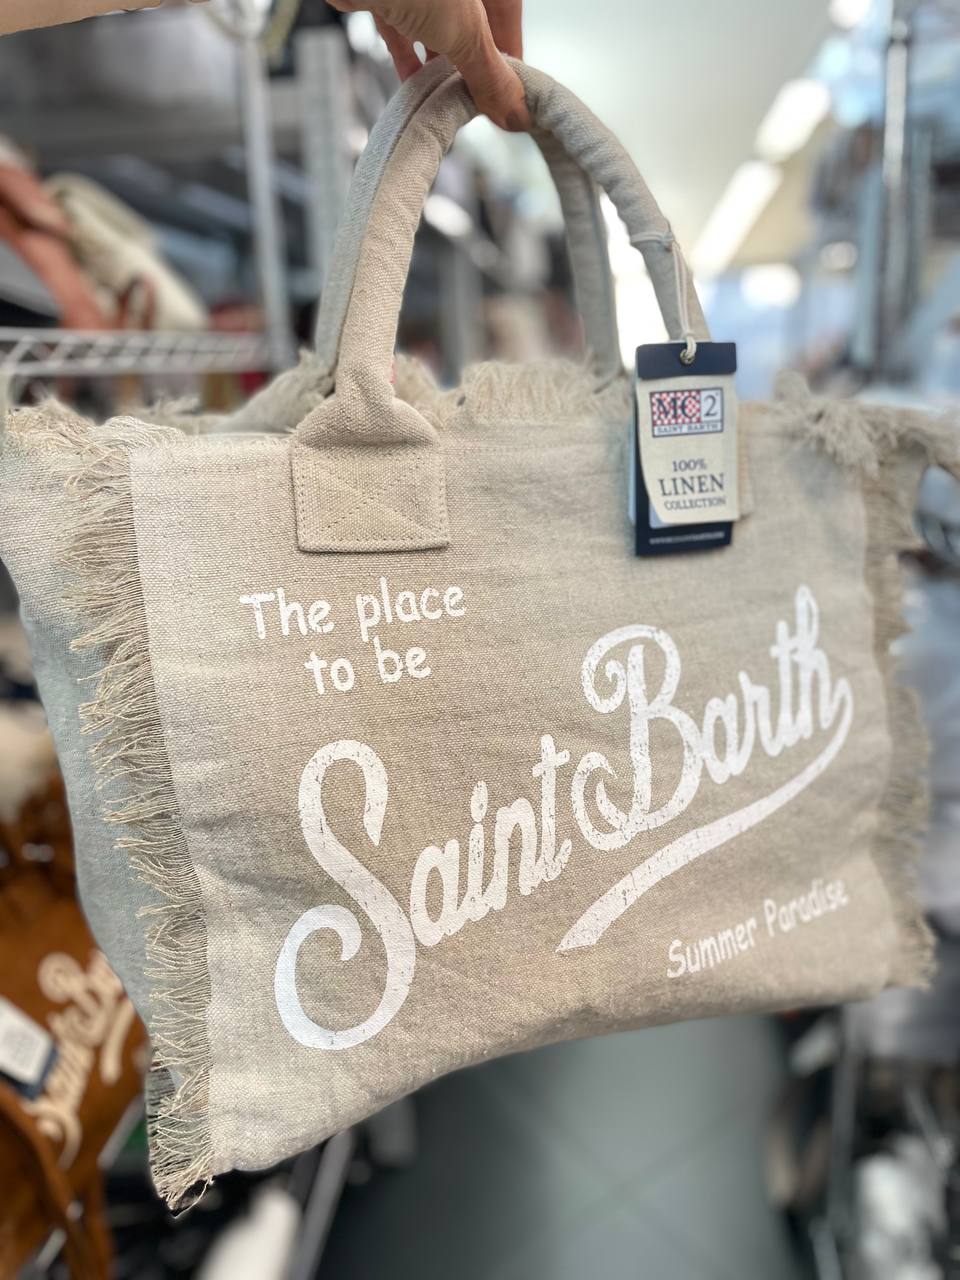 MC2
SAINT BARTH
100%
LINEN
COLLECTION
The place
to be
Saint Barth
Summer Paradise